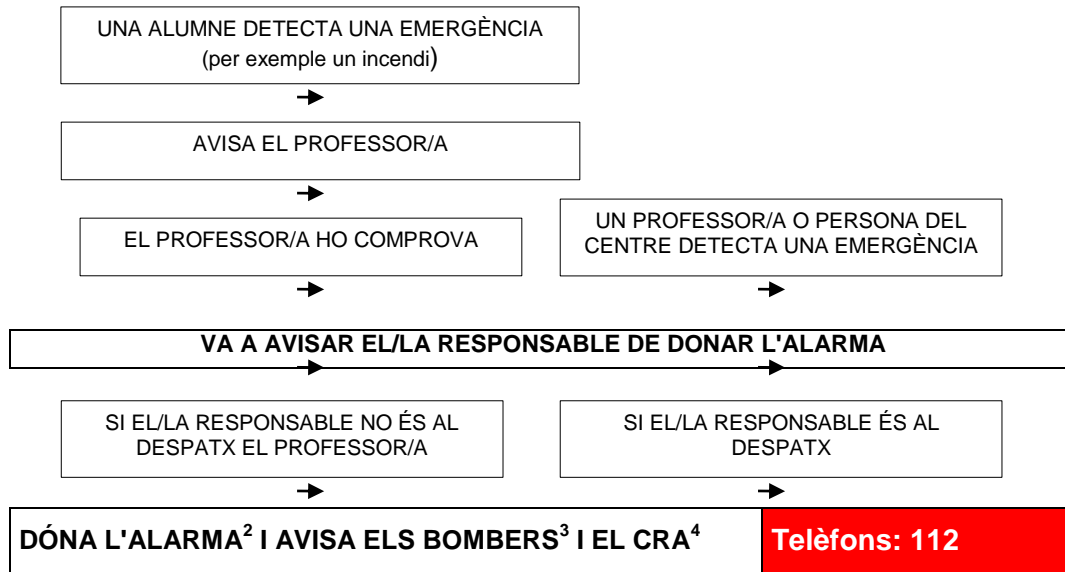 UNA ALUMNE DETECTA UNA EMERGÈNCIA
(per exemple un incendi)
AVISA EL PROFESSOR/A
EL PROFESSOR/A HO COMPROVA
UN PROFESSOR/A O PERSONA DEL
CENTRE DETECTA UNA EMERGÈNCIA
VA A AVISAR EL/LA RESPONSABLE DE DONAR L'ALARMA
SI EL/LA RESPONSABLE NO ÉS AL
DESPATX EL PROFESSOR/A
SI EL/LA RESPONSABLE ÉS AL
DESPATX
DÓNA L'ALARMA² I AVISA ELS BOMBERS³ I EL CRA⁴
Telèfons: 112